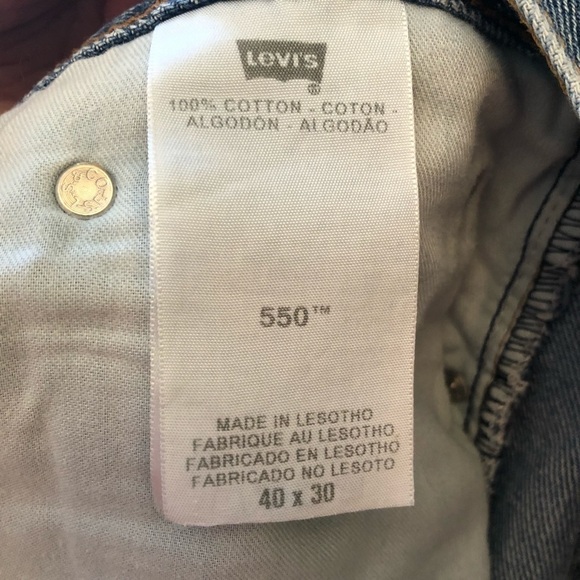 Levi's
®
100% COTTON - COTON -
ALGODÓN - ALGODÃO
550™
MADE IN LESOTHO
FABRIQUE AU LESOTHO
FABRICADO EN LESOTHO
FABRICADO NO LESOTO
40 x 30